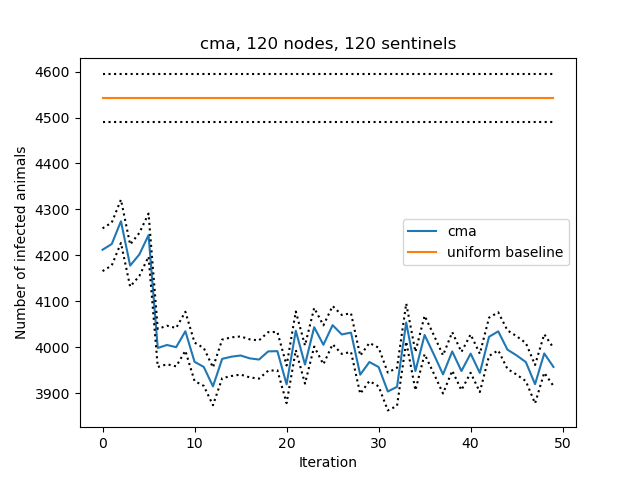 cma, 120 nodes, 120 sentinels
Number of infected animals
4600
4500
4400
4300
4200
4100
4000
3900
cma
uniform baseline
0 10 20 30 40 50
Iteration